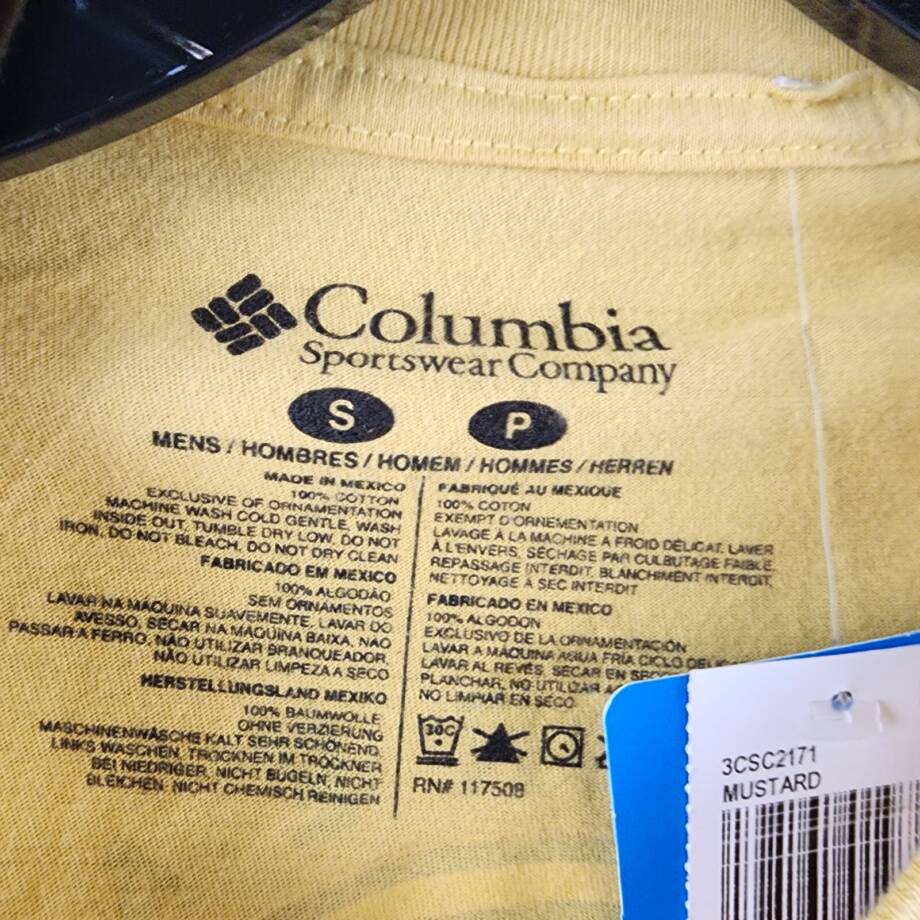 Columbia
Sportswear Company
S P
MENS / HOMBRES / HOMEM / HOMMES / HERREN
MADE IN MEXICO
100% COTTON
EXCLUSIVE OF ORNAMENTATION
MACHINE WASH COLD GENTLE, WASH
INSIDE OUT, TUMBLE DRY LOW, DO NOT
IRON, DO NOT BLEACH, DO NOT DRY CLEAN
FABRICADO EM MEXICO
100% ALGODÃO
SEM ORNAMENTOS
LAVAR NA MAQUINA SUAVEMENTE, LAVAR DO
AVESSO, SECAR NA MAQUINA BAIXA, NAO
PASSAR A FERRO, NÃO UTILIZAR BRANQUEADOR,
NÃO UTILIZAR LIMPEZA A SECO
HERSTELLUNGSLAND MEXIKO
100% BAUMWOLLE
OHNE VERZIERUNG
MASCHINENWÄSCHE KALT SEHR SCHONEND,
LINKS WASCHEN, TROCKNEN IM TROCKNER
BEI NIEDRIGER, NICHT BUGELN, NICHT
BLEICHEN, NICHT CHEMISCH REINIGEN
FABRIQUÉ AU MEXIQUE
100% COTON
EXEMPT D'ORNEMENTATION
LAVAGE À LA MACHINE A FROID DÉLICAT, LAVER
À L'ENVERS, SÉCHAGE PAR CULBUTAGE FAIBLE,
REPASSAGE INTERDIT, BLANCHIMENT INTERDIT,
NETTOYAGE À SEC INTERDIT
FABRICADO EN MEXICO
100% ALGODON
EXCLUSIVO DE LA ORNAMENTACIÓN
LAVAR A MÁQUINA AGUA FRÍA CICLO
LAVAR AL REVÉS, SECAR EN
PLANCHAR, NO UTILIZAR
NO LIMPIAR EN SECO
30C
RN# 117508
3CSC2171
MUSTARD